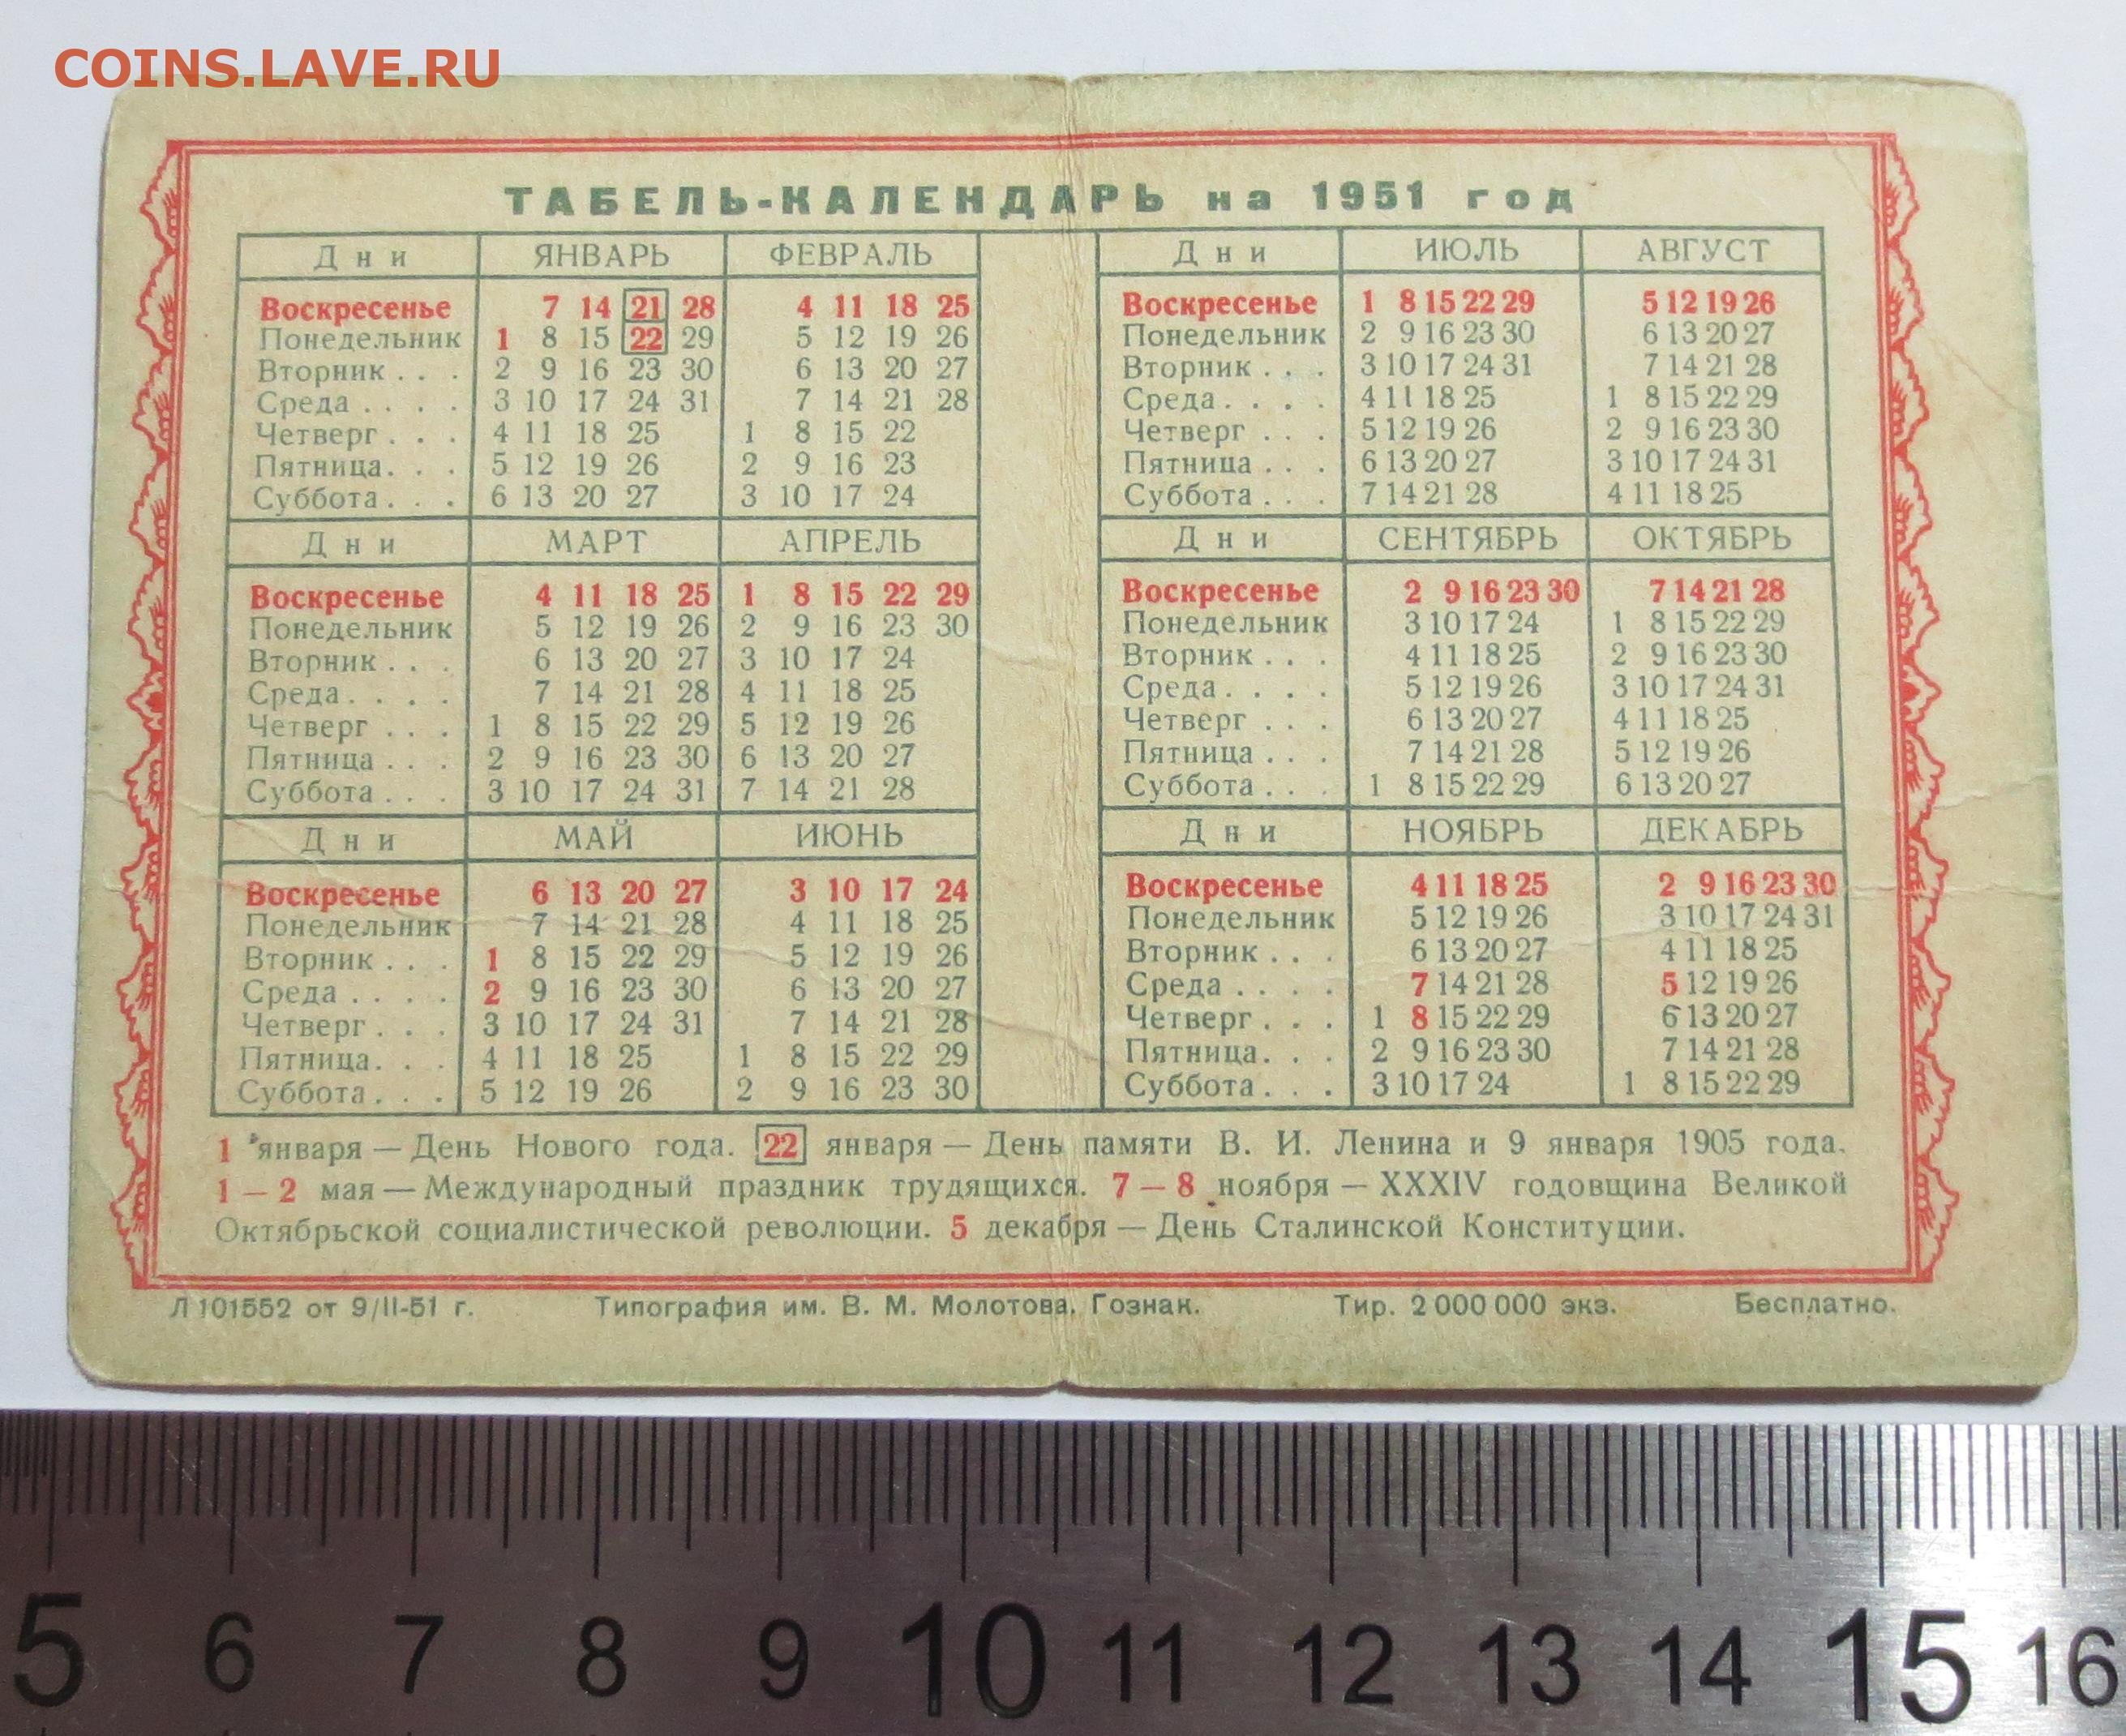 COINS.LAVE.RU
ТАБЕЛЬ-КАЛЕНДАРЬ на 1951 год
Дни ЯНВАРЬ ФЕВРАЛЬ Дни ИЮЛЬ АВГУСТ
Воскресенье 7 14 21 28 4 11 18 25 Воскресенье 1 8 15 22 29 5 12 19 26
Понедельник 1 8 15 22 29 5 12 19 26 Понедельник 2 9 16 23 30 6 13 20 27
Вторник . . . 2 9 16 23 30 6 13 20 27 Вторник . . . 3 10 17 24 31 7 14 21 28
Среда . . . . 3 10 17 24 31 7 14 21 28 Среда . . . . 4 11 18 25 1 8 15 22 29
Четверг . . . 4 11 18 25 1 8 15 22 Четверг . . . 5 12 19 26 2 9 16 23 30
Пятница . . . 5 12 19 26 2 9 16 23 Пятница . . . 6 13 20 27 3 10 17 24 31
Суббота . . . 6 13 20 27 3 10 17 24 Суббота . . . 7 14 21 28 4 11 18 25
Дни МАРТ АПРЕЛЬ Дни СЕНТЯБРЬ ОКТЯБРЬ
Воскресенье 4 11 18 25 1 8 15 22 29 Воскресенье 2 9 16 23 30 7 14 21 28
Понедельник 5 12 19 26 2 9 16 23 30 Понедельник 3 10 17 24 1 8 15 22 29
Вторник . . . 6 13 20 27 3 10 17 24 Вторник . . . 4 11 18 25 2 9 16 23 30
Среда . . . . 7 14 21 28 4 11 18 25 Среда . . . . 5 12 19 26 3 10 17 24 31
Четверг . . . 1 8 15 22 29 5 12 19 26 Четверг . . . 6 13 20 27 4 11 18 25
Пятница . . . 2 9 16 23 30 6 13 20 27 Пятница . . . 7 14 21 28 5 12 19 26
Суббота . . . 3 10 17 24 31 7 14 21 28 Суббота . . . 1 8 15 22 29 6 13 20 27
Дни МАЙ ИЮНЬ Дни НОЯБРЬ ДЕКАБРЬ
Воскресенье 6 13 20 27 3 10 17 24 Воскресенье 4 11 18 25 2 9 16 23 30
Понедельник 7 14 21 28 4 11 18 25 Понедельник 5 12 19 26 3 10 17 24 31
Вторник . . . 1 8 15 22 29 5 12 19 26 Вторник . . . 6 13 20 27 4 11 18 25
Среда . . . . 2 9 16 23 30 6 13 20 27 Среда . . . . 7 14 21 28 5 12 19 26
Четверг . . . 3 10 17 24 31 7 14 21 28 Четверг . . . 1 8 15 22 29 6 13 20 27
Пятница . . . 4 11 18 25 1 8 15 22 29 Пятница . . . 2 9 16 23 30 7 14 21 28
Суббота . . . 5 12 19 26 2 9 16 23 30 Суббота . . . 3 10 17 24 1 8 15 22 29
1 января — День Нового года. 22 января — День памяти В. И. Ленина и 9 января 1905 года.
1 — 2 мая — Международный праздник трудящихся. 7 — 8 ноября — XXXIV годовщина Великой
Октябрьской социалистической революции. 5 декабря — День Сталинской Конституции.
Л 101552 от 9/II-51 г. Типография им. В. М. Молотова. Гознак. Тир. 2 000 000 экз. Бесплатно.
5 6 7 8 9 10 11 12 13 14 15 16